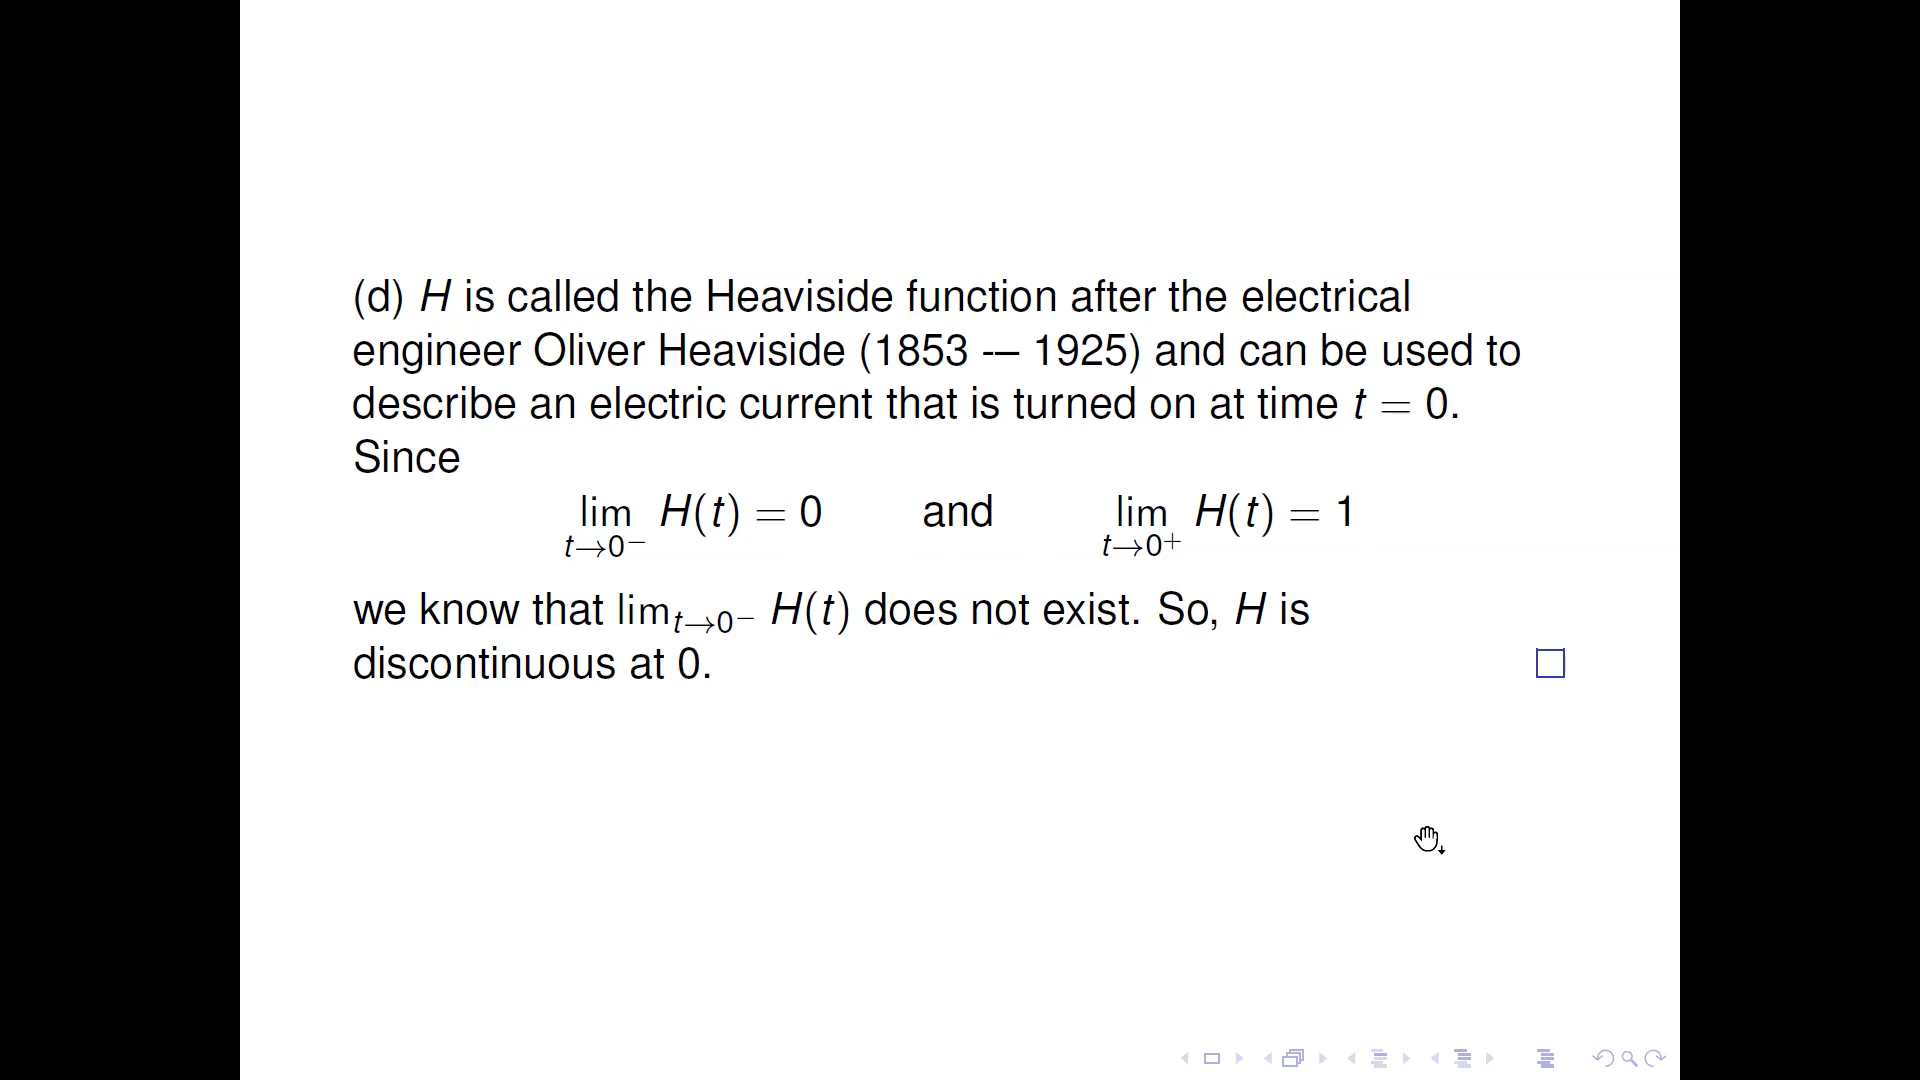 (d) H is called the Heaviside function after the electrical
engineer Oliver Heaviside (1853 -– 1925) and can be used to
describe an electric current that is turned on at time t = 0.
Since
lim t→0⁻ H(t) = 0 and lim t→0⁺ H(t) = 1
we know that lim t→0⁻ H(t) does not exist. So, H is
discontinuous at 0.